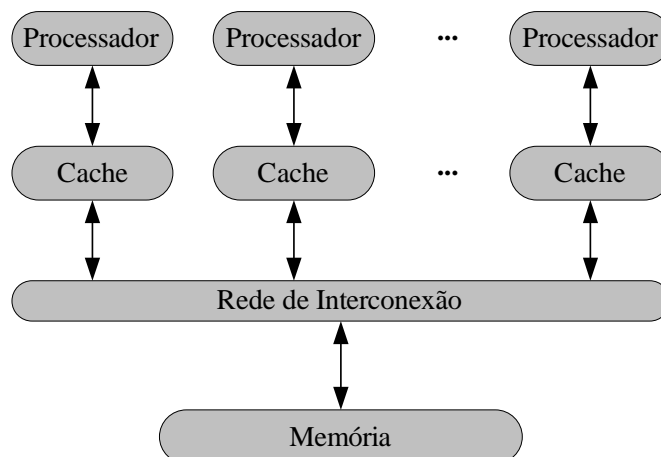 Processador Processador ... Processador
Cache Cache ... Cache
Rede de Interconexão
Memória